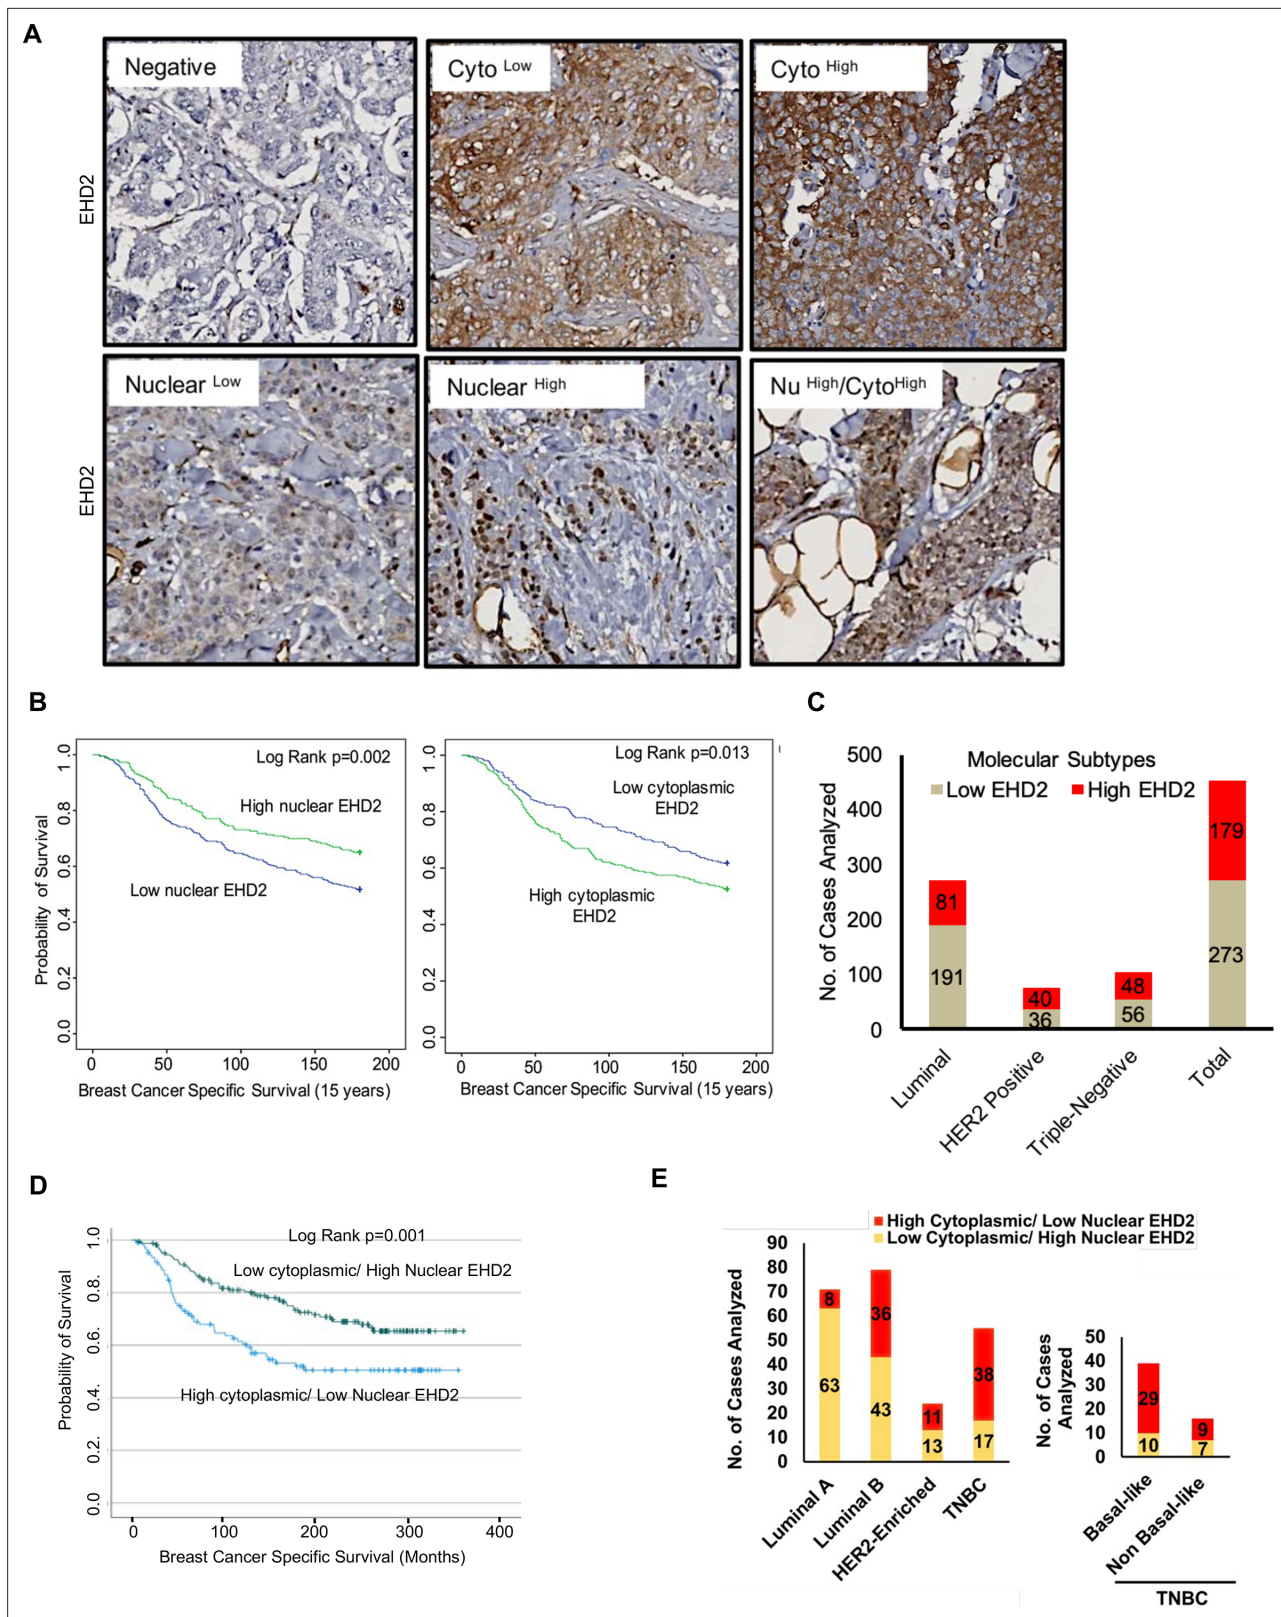 A
Negative
Cyto Low
Cyto High
EHD2
Nuclear Low
Nuclear High
Nu High/CytoHigh
EHD2
B
Log Rank p=0.002
High nuclear EHD2
Low nuclear EHD2
Probability of Survival
1.0
0.8
0.6
0.4
0.2
0.0
0 50 100 150 200
Breast Cancer Specific Survival (15 years)
Log Rank p=0.013
Low cytoplasmic
EHD2
High cytoplasmic
EHD2
1.0
0.8
0.6
0.4
0.2
0.0
0 50 100 150 200
Breast Cancer Specific Survival (15 years)
C
Molecular Subtypes
Low EHD2 High EHD2
No. of Cases Analyzed
500
400
300
200
100
0
81
191
40
36
48
56
179
273
Luminal
HER2 Positive
Triple-Negative
Total
D
Log Rank p=0.001
Low cytoplasmic/ High Nuclear EHD2
High cytoplasmic/ Low Nuclear EHD2
Probability of Survival
1.0
0.8
0.6
0.4
0.2
0.0
0 100 200 300 400
Breast Cancer Specific Survival (Months)
E
High Cytoplasmic/ Low Nuclear EHD2
Low Cytoplasmic/ High Nuclear EHD2
No. of Cases Analyzed
90
80
70
60
50
40
30
20
10
0
8
63
36
43
11
13
38
17
Luminal A
Luminal B
HER2-Enriched
TNBC
No. of Cases
Analyzed
50
40
30
20
10
0
29
10
9
7
Basal-like
Non Basal-like
TNBC